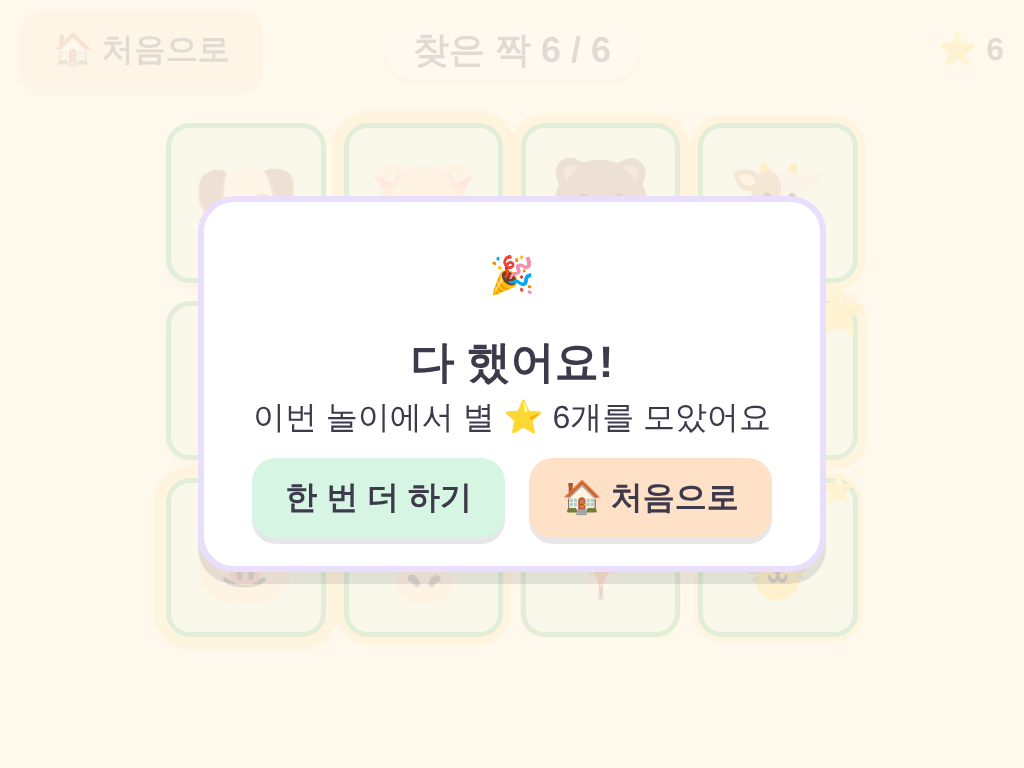 처음으로
찾은 짝 6 / 6
6
다 했어요!
이번 놀이에서 별 ⭐ 6개를 모았어요
한 번 더 하기
처음으로